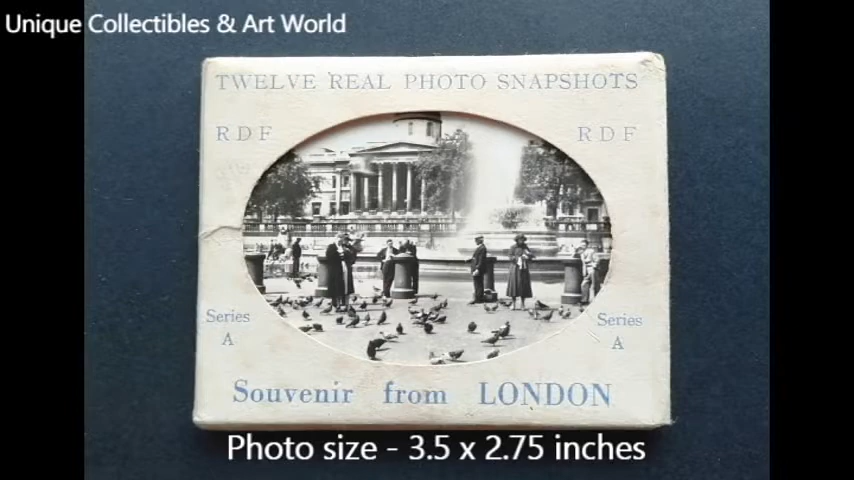 Unique Collectibles & Art World
TWELVE REAL PHOTO SNAPSHOTS
RDF RDF
Series A Series A
Souvenir from LONDON
Photo size - 3.5 x 2.75 inches